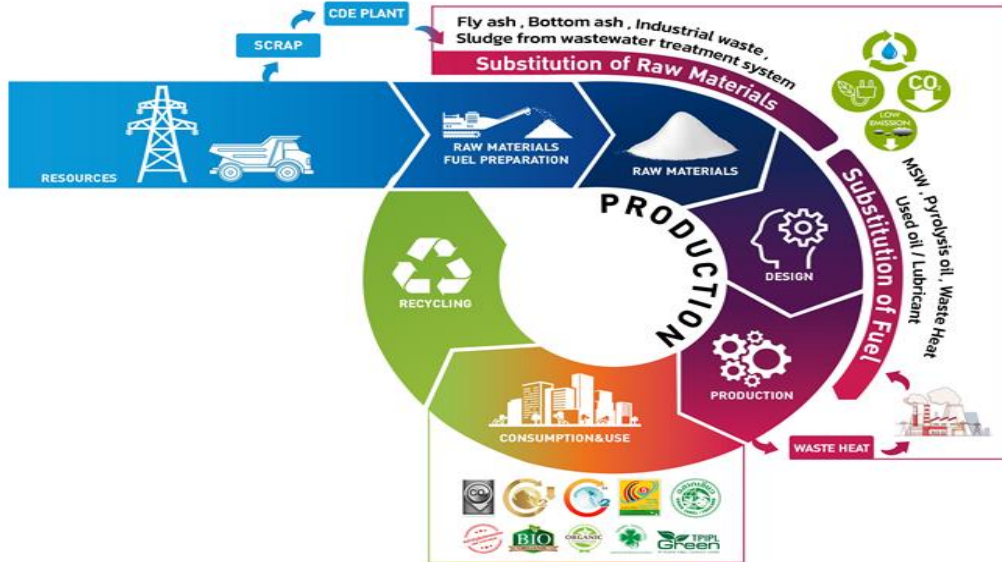 CDE PLANT
SCRAP
Fly ash , Bottom ash , Industrial waste ,
Sludge from wastewater treatment system
Substitution of Raw Materials
CO₂
LOW
EMISSION
RESOURCES
RAW MATERIALS
FUEL PREPARATION
RAW MATERIALS
PRODUCTION
DESIGN
Substitution of Fuel
MSW , Pyrolysis oil , Waste Heat
Used oil / Lubricant
RECYCLING
PRODUCTION
CONSUMPTION&USE
WASTE HEAT
CO₂
BIO
ORGANIC
ORGANIC
TPIPL
Green